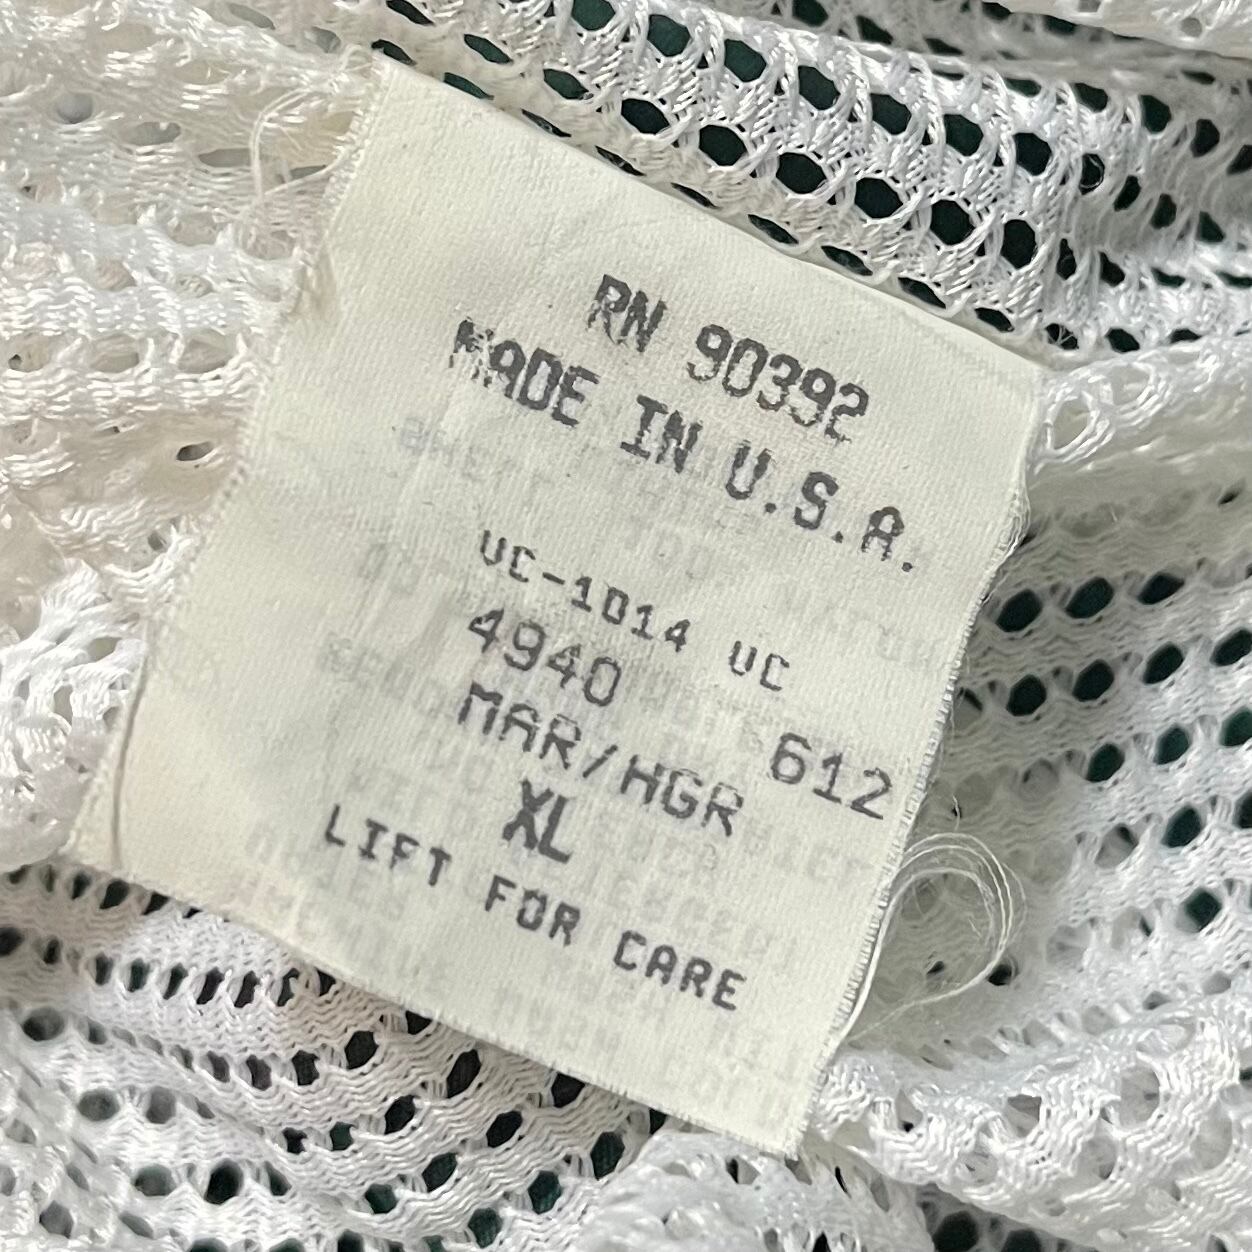 RN 90392
MADE IN U.S.A.
UC-1014 UC
4940
MAR/HGR 612
XL
LIFT FOR CARE